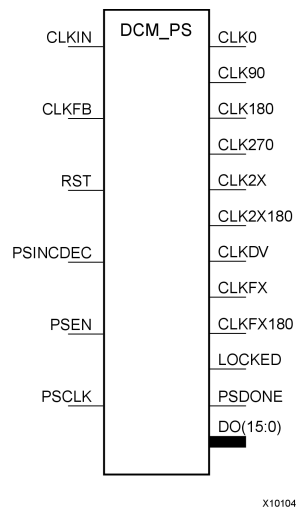 DCM_PS
CLKIN
CLK0
CLK90
CLKFB
CLK180
CLK270
RST
CLK2X
CLK2X180
PSINCDEC
CLKDV
CLKFX
PSEN
CLKFX180
LOCKED
PSCLK
PSDONE
DO(15:0)
X10104